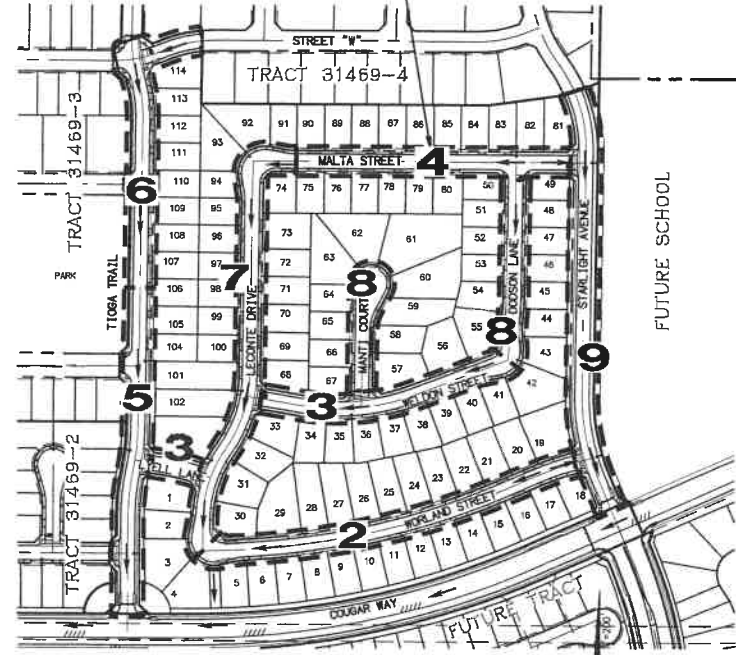 STREET "W"
TRACT 31469-4
114
113
112
111
110
109
108
107
106
105
104
101
102
93
94
95
96
97
98
99
100
92 91 90 89 88 87 86 85 84 83 82 81
MALTA STREET
4
74 75 76 77 78 79 80
50 49
51 48
52 47
53 46
54 45
55 44
43
42
73
72
71
70
69
68
62 61
63 60
64 59
65 58
66 57
67 56
TRACT 31469-3
6
PARK
TIOGA TRAIL
5
7
LECONTE DRIVE
8
MANTI COURT
DODSON LANE
8
STARLIGHT AVENUE
9
FUTURE SCHOOL
3
WELDON STREET
33 34 35 36 37 38 39 40 41
32
31
30
29 28 27 26 25 24 23 22 21 20 19
3
LANE
TRACT 31469-2
1
2
3
4
2
WORLAND STREET
5 6 7 8 9 10 11 12 13 14 15 16 17 18
COUGAR WAY
FUTURE TRACT